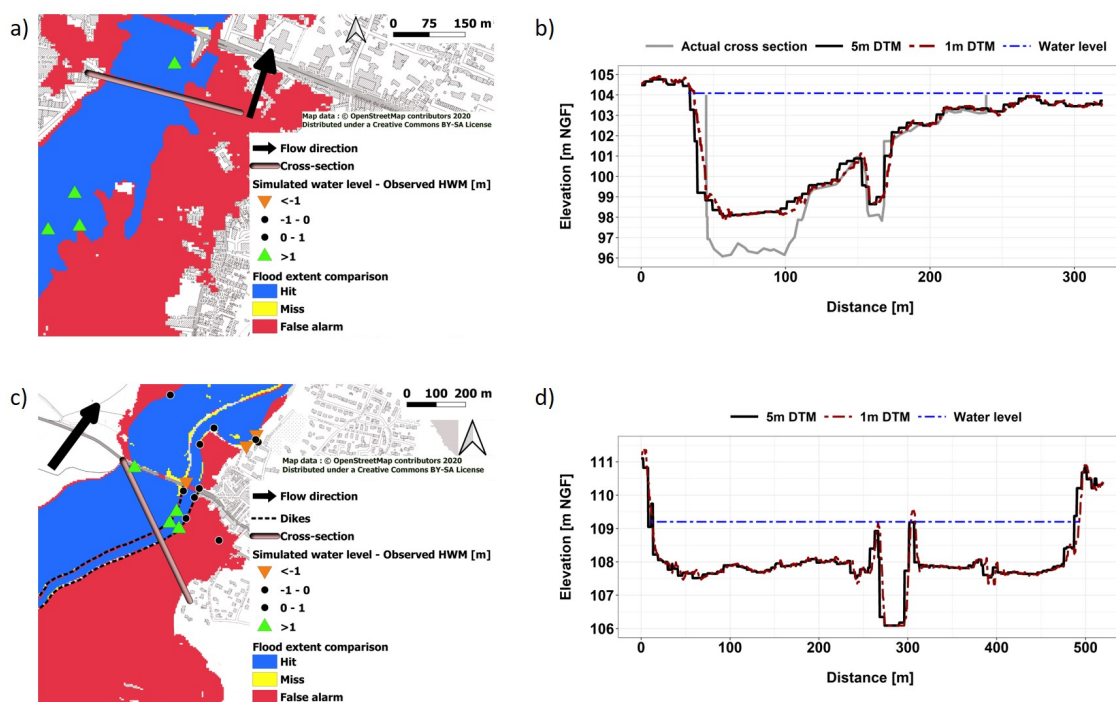 a)
0 75 150 m
Map data : © OpenStreetMap contributors 2020
Distributed under a Creative Commons BY-SA License
Flow direction
Cross-section
Simulated water level - Observed HWM [m]
<-1
-1 - 0
0 - 1
>1
Flood extent comparison
Hit
Miss
False alarm
b)
Actual cross section 5m DTM 1m DTM Water level
105
104
103
102
101
100
99
98
97
96
Elevation [m NGF]
0 100 200 300
Distance [m]
c)
0 100 200 m
Map data : © OpenStreetMap contributors 2020
Distributed under a Creative Commons BY-SA License
Flow direction
Dikes
Cross-section
Simulated water level - Observed HWM [m]
<-1
-1 - 0
0 - 1
>1
Flood extent comparison
Hit
Miss
False alarm
d)
5m DTM 1m DTM Water level
111
110
109
108
107
106
Elevation [m NGF]
0 100 200 300 400 500
Distance [m]